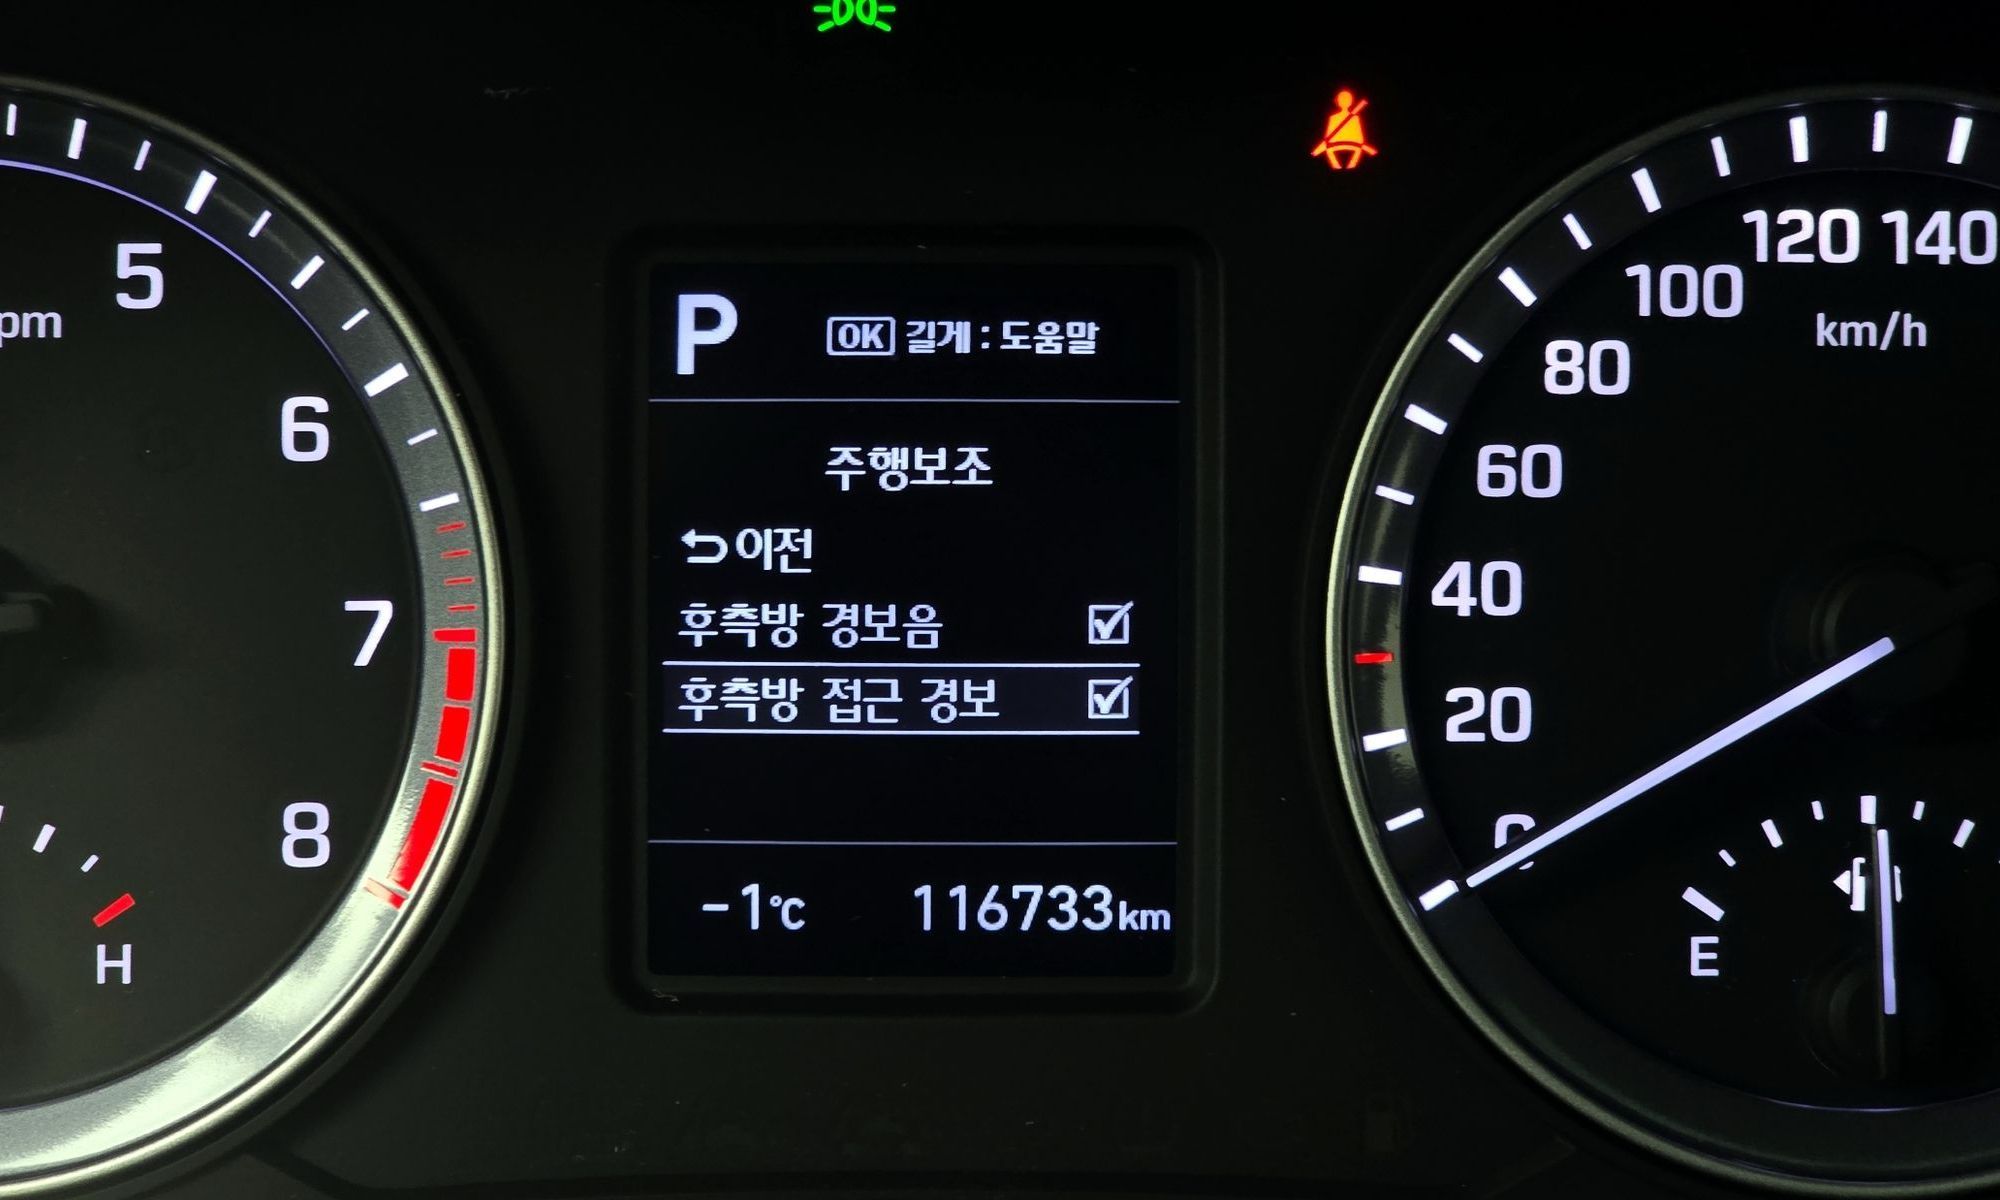 5
pm
6
7
8
H
P
OK 길게 : 도움말
주행보조
이전
후측방 경보음
후측방 접근 경보
-1℃ 116733km
120 140
100
km/h
80
60
40
20
0
E